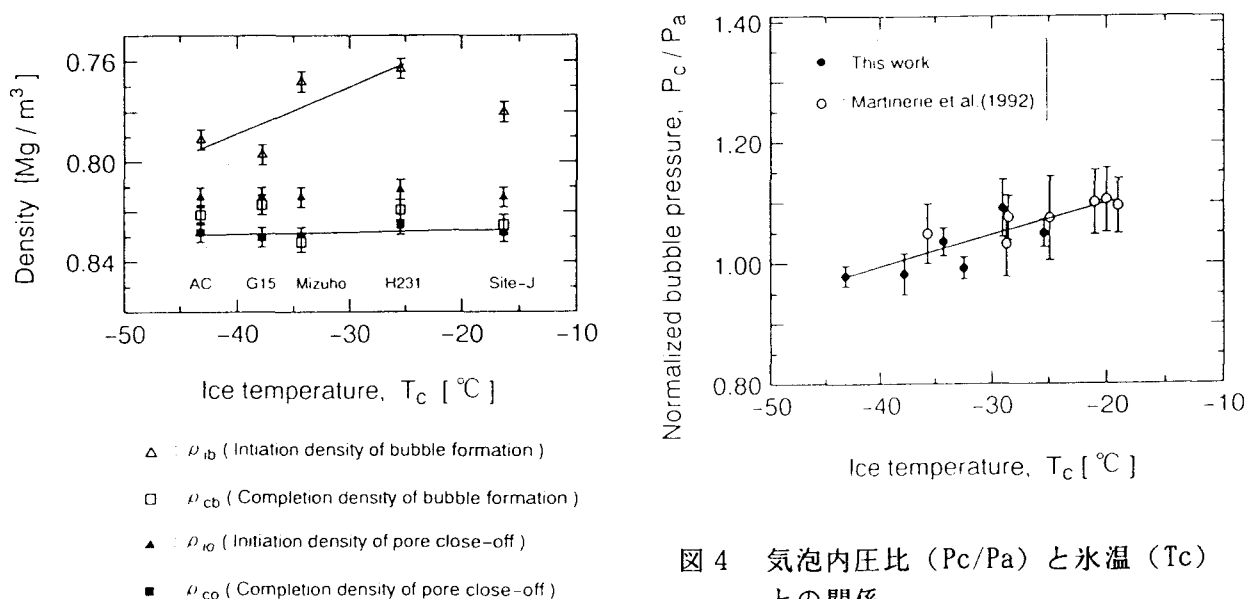 0.76
0.80
0.84
Density [Mg / m³]
AC G15 Mizuho H231 Site-J
-50 -40 -30 -20 -10
Ice temperature, Tc [ °C ]
△ : ρib ( Intiation density of bubble formation )
□ ρcb ( Completion density of bubble formation )
▲ : ρio ( Initiation density of pore close-off )
■ ρco ( Completion density of pore close-off )
1.40
1.20
1.00
0.80
Normalized bubble pressure, Pc / Pa
● This work
○ Martinerie et al.(1992)
-50 -40 -30 -20 -10
Ice temperature, Tc [ °C ]
図 4 気泡内圧比 (Pc/Pa) と氷温 (Tc)
との関係